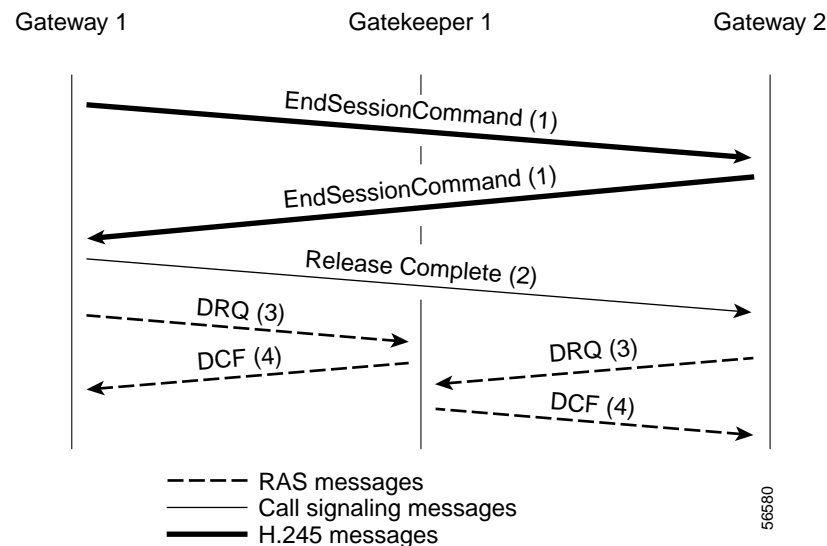 Gateway 1
Gatekeeper 1
Gateway 2
EndSessionCommand (1)
EndSessionCommand (1)
Release Complete (2)
DRQ (3)
DCF (4)
DRQ (3)
DCF (4)
RAS messages
Call signaling messages
H.245 messages
56580